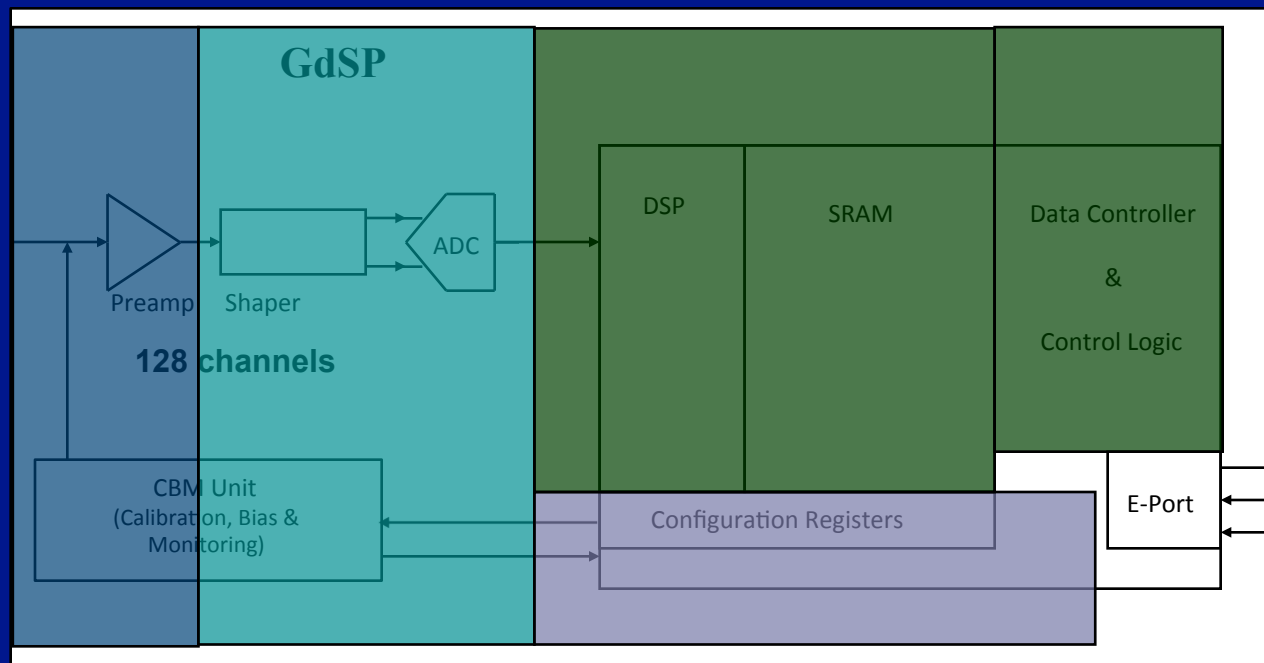 GdSP
DSP
SRAM
Data Controller
&
Control Logic
ADC
Preamp
Shaper
128 channels
CBM Unit
(Calibration, Bias &
Monitoring)
Configuration Registers
E-Port